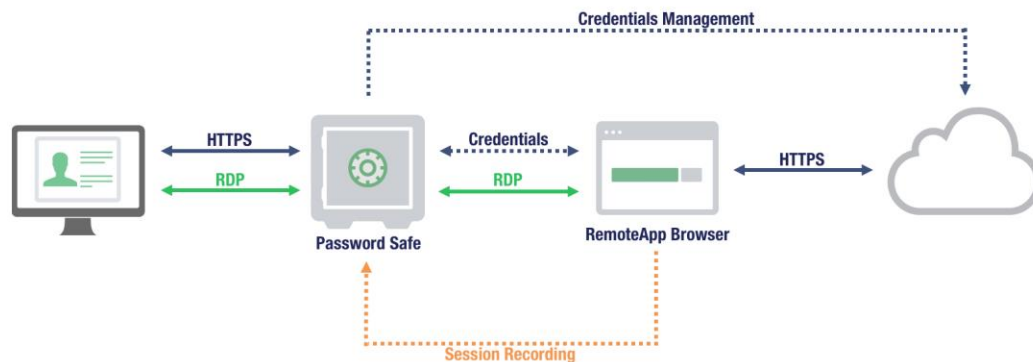 Credentials Management
HTTPS
RDP
Credentials
RDP
HTTPS
Password Safe
RemoteApp Browser
Session Recording